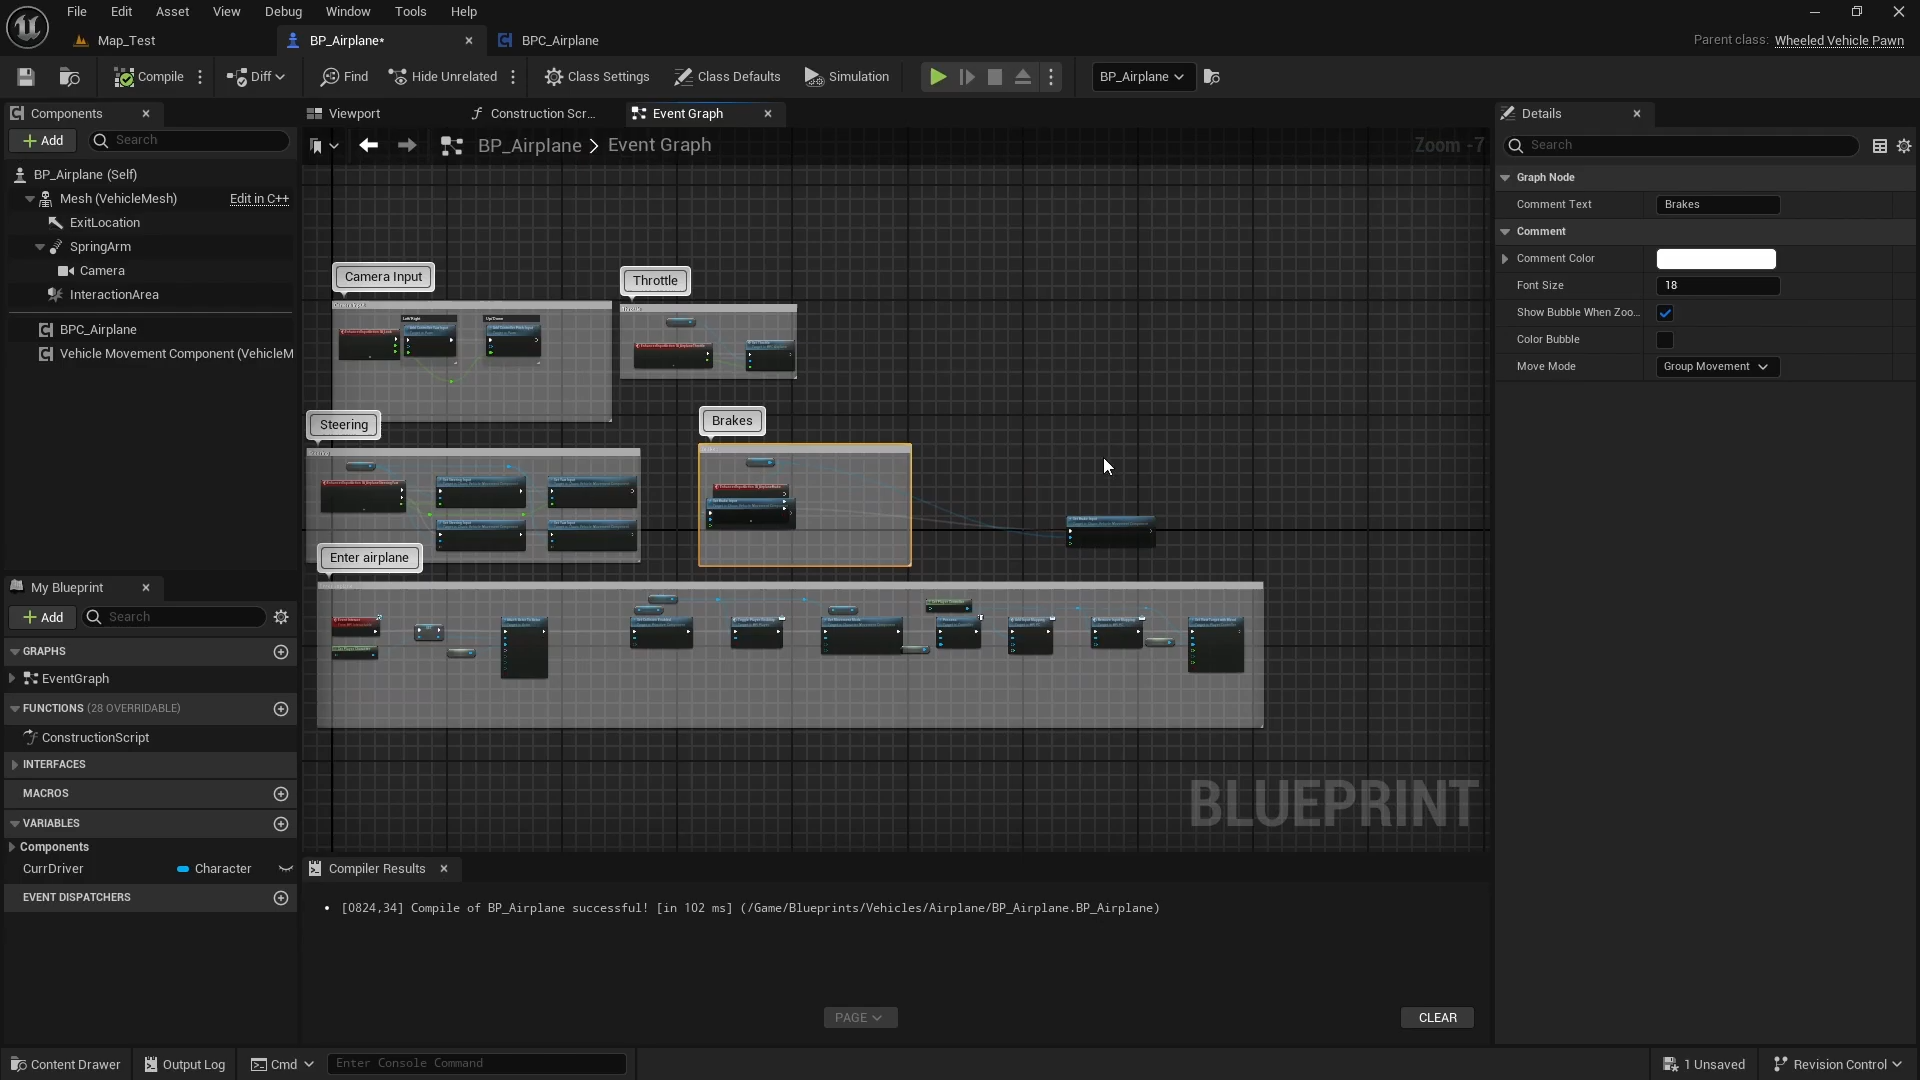 File Edit Asset View Debug Window Tools Help
Map_Test
BP_Airplane*
BPC_Airplane
Parent class: Wheeled Vehicle Pawn
Compile
Diff
Find
Hide Unrelated
Class Settings
Class Defaults
Simulation
BP_Airplane
Components
Viewport
Construction Scr...
Event Graph
Details
Add
Search
BP_Airplane > Event Graph
Zoom -7
Search
BP_Airplane (Self)
Mesh (VehicleMesh)
Edit in C++
ExitLocation
SpringArm
Camera
InteractionArea
BPC_Airplane
Vehicle Movement Component (VehicleM
Graph Node
Comment Text
Brakes
Comment
Comment Color
Font Size
18
Show Bubble When Zoo...
Color Bubble
Move Mode
Group Movement
Camera Input
Throttle
Steering
Brakes
Enter airplane
BLUEPRINT
My Blueprint
Add
Search
GRAPHS
EventGraph
FUNCTIONS (28 OVERRIDABLE)
ConstructionScript
INTERFACES
MACROS
VARIABLES
Components
CurrDriver
Character
EVENT DISPATCHERS
Compiler Results
• [0824,34] Compile of BP_Airplane successful! [in 102 ms] (/Game/Blueprints/Vehicles/Airplane/BP_Airplane.BP_Airplane)
PAGE
CLEAR
Content Drawer
Output Log
Cmd
Enter Console Command
1 Unsaved
Revision Control